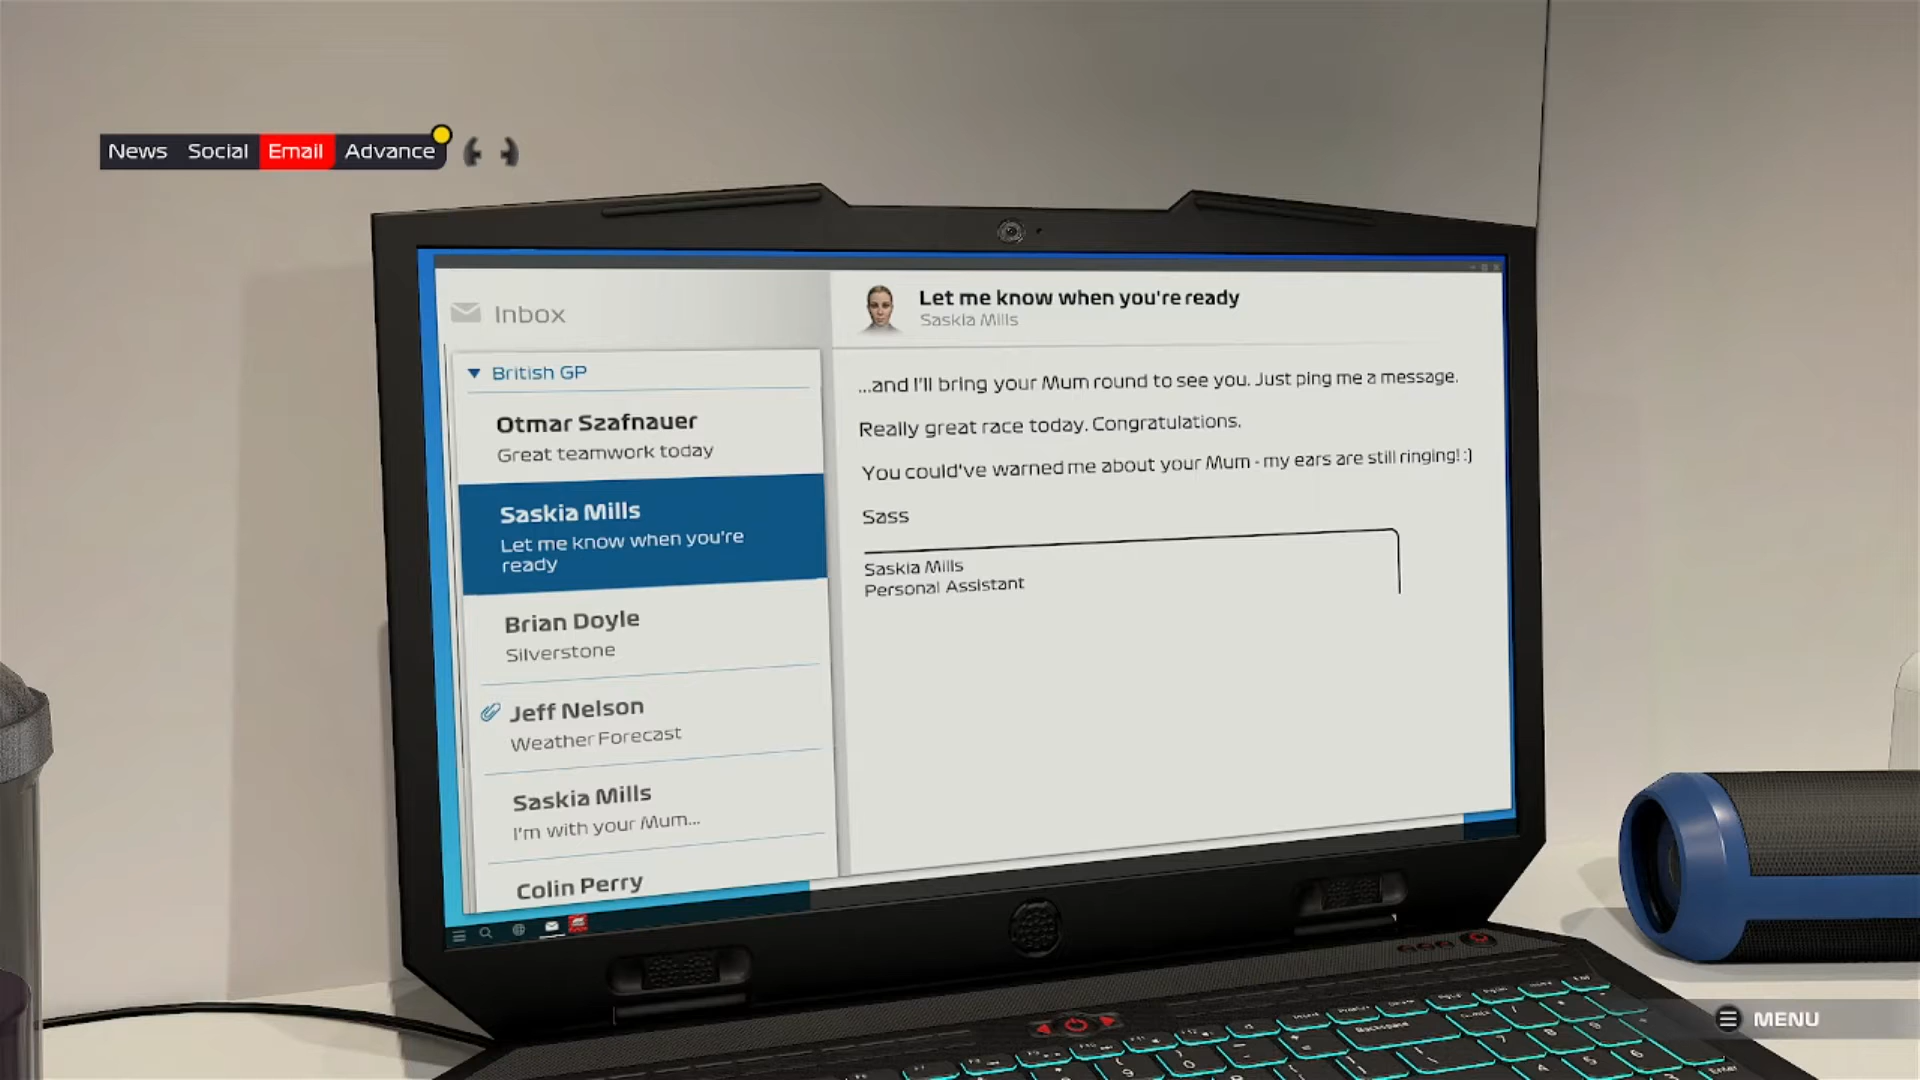 News Social Email Advance
Inbox
British GP
Otmar Szafnauer
Great teamwork today
Saskia Mills
Let me know when you're
ready
Brian Doyle
Silverstone
Jeff Nelson
Weather Forecast
Saskia Mills
I'm with your Mum...
Colin Perry
Let me know when you're ready
Saskia Mills
...and I'll bring your Mum round to see you. Just ping me a message.
Really great race today. Congratulations.
You could've warned me about your Mum - my ears are still ringing! :)
Sass
Saskia Mills
Personal Assistant
Backspace
Enter
MENU